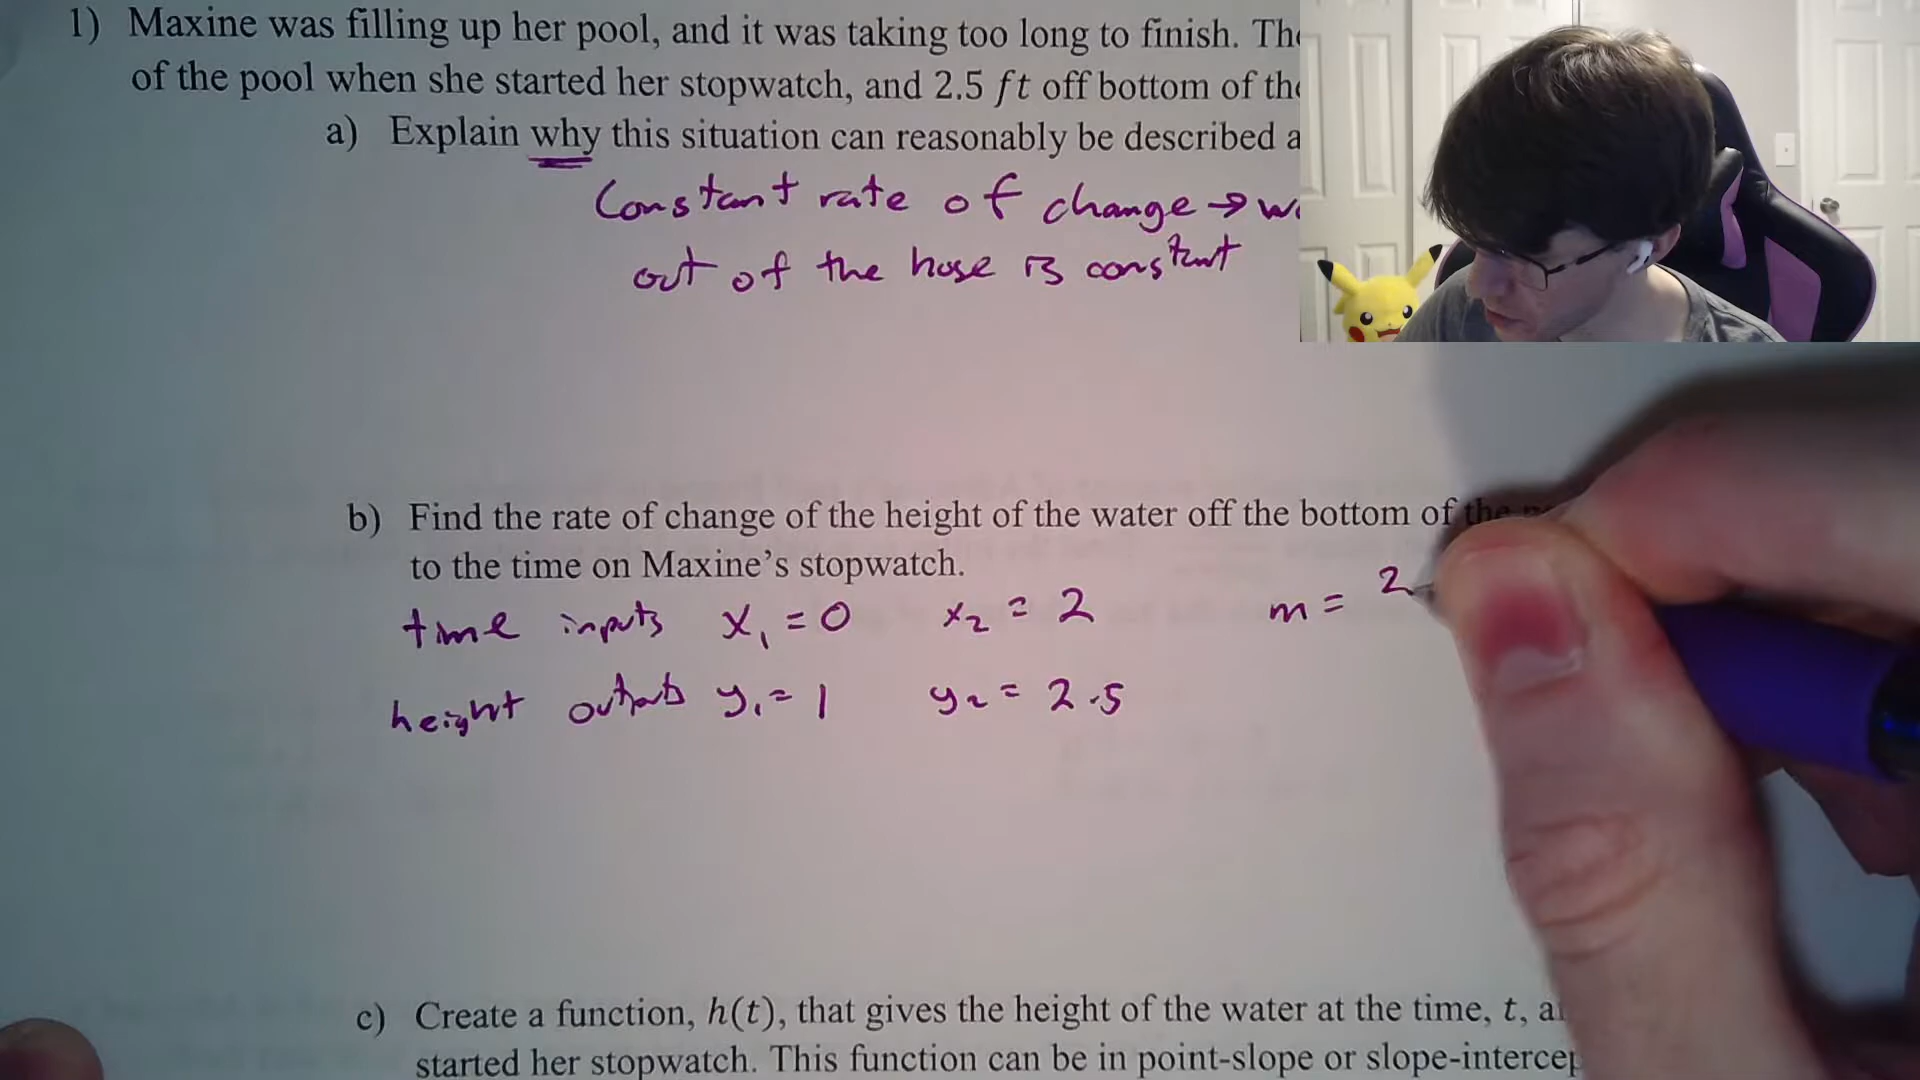 1) Maxine was filling up her pool, and it was taking too long to finish. The
of the pool when she started her stopwatch, and 2.5 ft off bottom of the
a) Explain why this situation can reasonably be described a
Constant rate of change →
out of the hose is constant
b) Find the rate of change of the height of the water off the bottom of the
to the time on Maxine’s stopwatch.
time inputs x₁ = 0 x₂ = 2 m = 2
height outputs y₁ = 1 y₂ = 2.5
c) Create a function, h(t), that gives the height of the water at the time, t,
started her stopwatch. This function can be in point-slope or slope-intercep